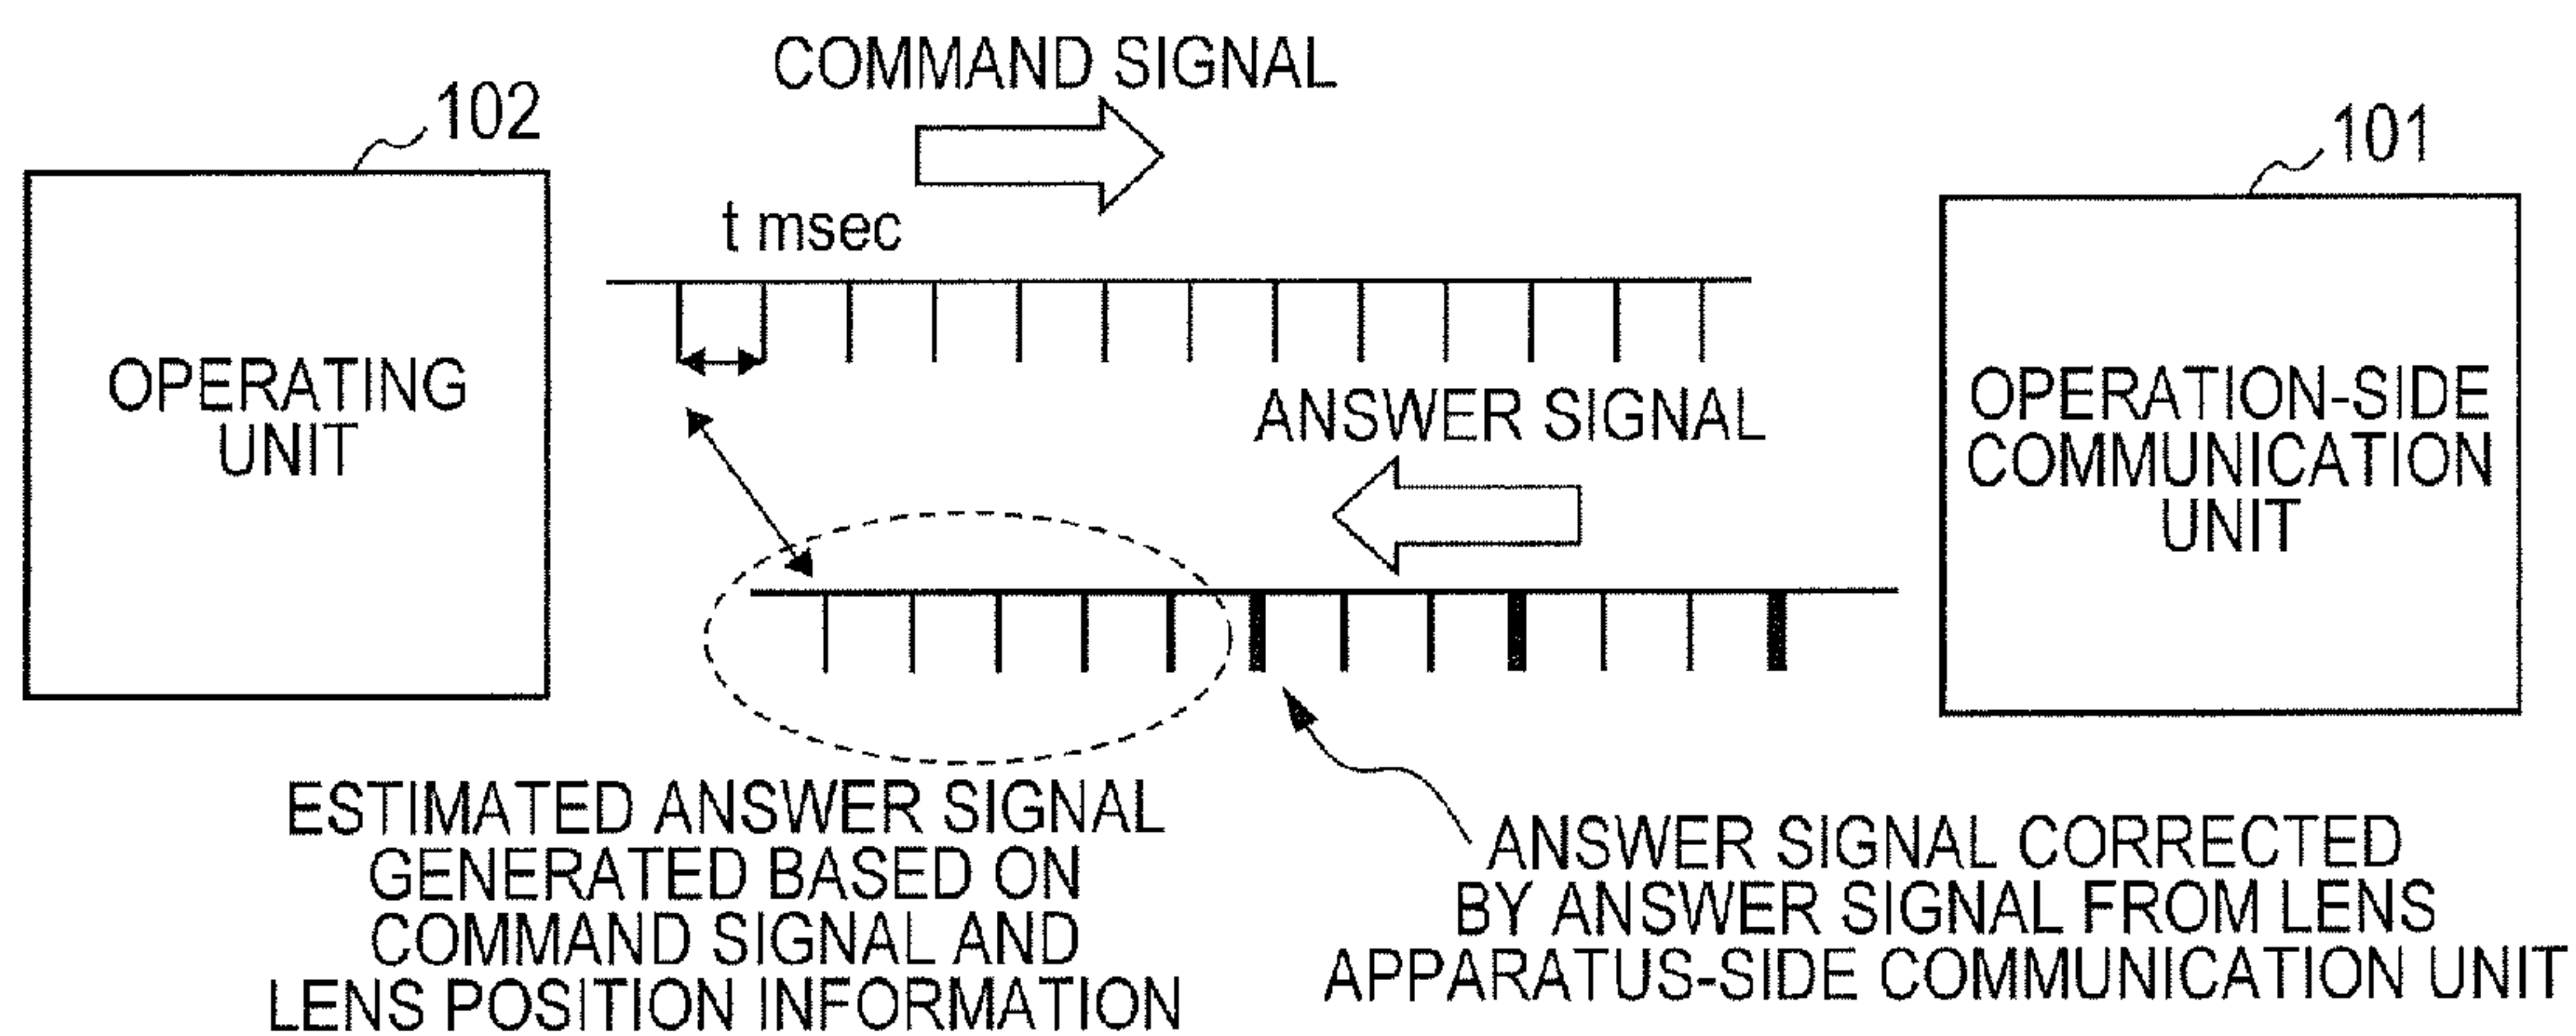 COMMAND SIGNAL
102
101
t msec
OPERATING
UNIT
OPERATION-SIDE
COMMUNICATION
UNIT
ANSWER SIGNAL
ESTIMATED ANSWER SIGNAL
GENERATED BASED ON
COMMAND SIGNAL AND
LENS POSITION INFORMATION
ANSWER SIGNAL CORRECTED
BY ANSWER SIGNAL FROM LENS
APPARATUS-SIDE COMMUNICATION UNIT